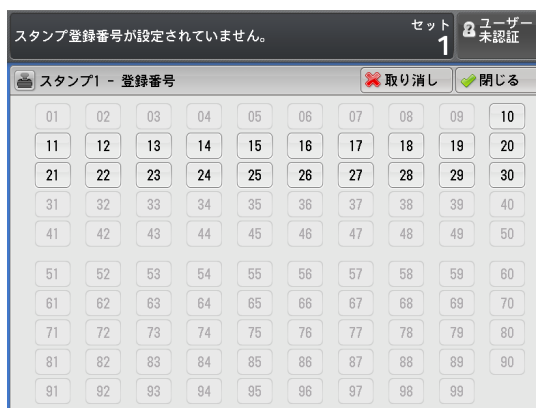 スタンプ登録番号が設定されていません。
セット
1
ユーザー
未認証
スタンプ1 - 登録番号
取り消し
閉じる
01 02 03 04 05 06 07 08 09 10
11 12 13 14 15 16 17 18 19 20
21 22 23 24 25 26 27 28 29 30
31 32 33 34 35 36 37 38 39 40
41 42 43 44 45 46 47 48 49 50
51 52 53 54 55 56 57 58 59 60
61 62 63 64 65 66 67 68 69 70
71 72 73 74 75 76 77 78 79 80
81 82 83 84 85 86 87 88 89 90
91 92 93 94 95 96 97 98 99